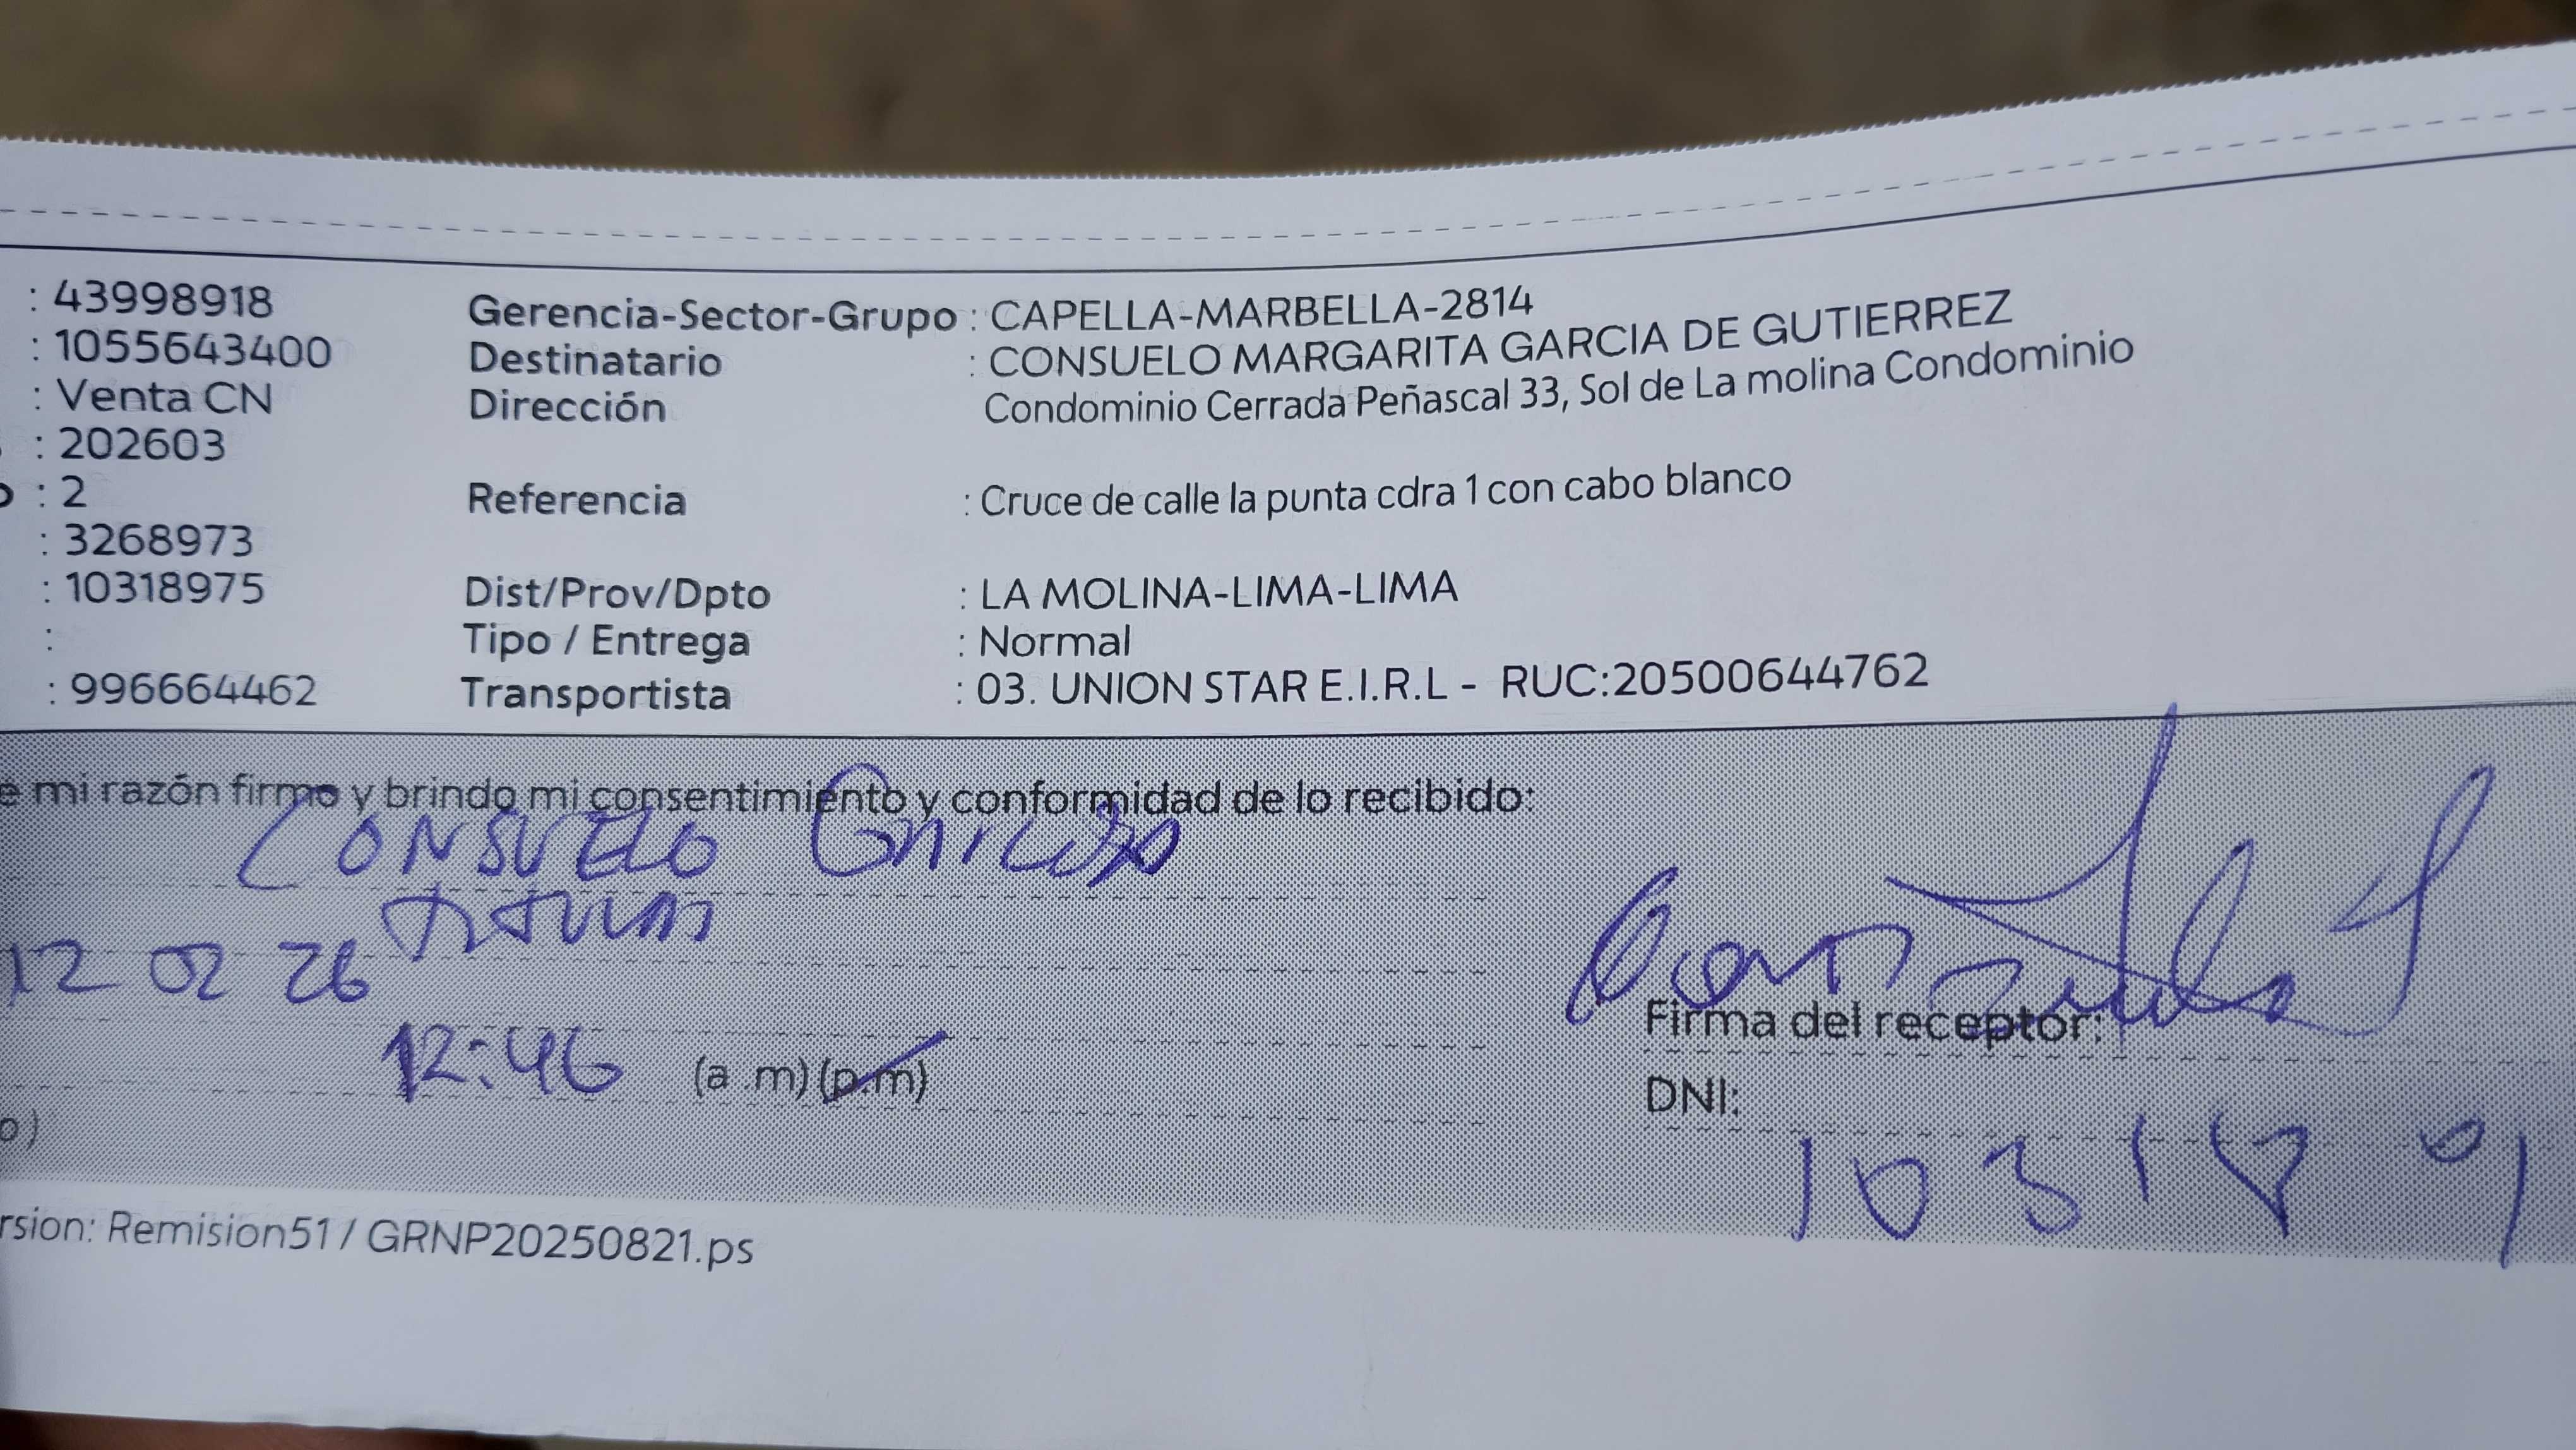 : 43998918 Gerencia-Sector-Grupo : CAPELLA-MARBELLA-2814
: 1055643400 Destinatario : CONSUELO MARGARITA GARCIA DE GUTIERREZ
: Venta CN Dirección Condominio Cerrada Peñascal 33, Sol de La molina Condominio
: 202603
: 2 Referencia : Cruce de calle la punta cdra 1 con cabo blanco
: 3268973
: 10318975 Dist/Prov/Dpto : LA MOLINA-LIMA-LIMA
: Tipo / Entrega : Normal
: 996664462 Transportista : 03. UNION STAR E.I.R.L - RUC:20500644762
e mi razón firmo y brindo mi consentimiento y conformidad de lo recibido:
CONSUELO
12 02 26
Firma del receptor:
12:46 (a .m) (p.m)
DNI:
1031
o)
rsion: Remision51 / GRNP20250821.ps